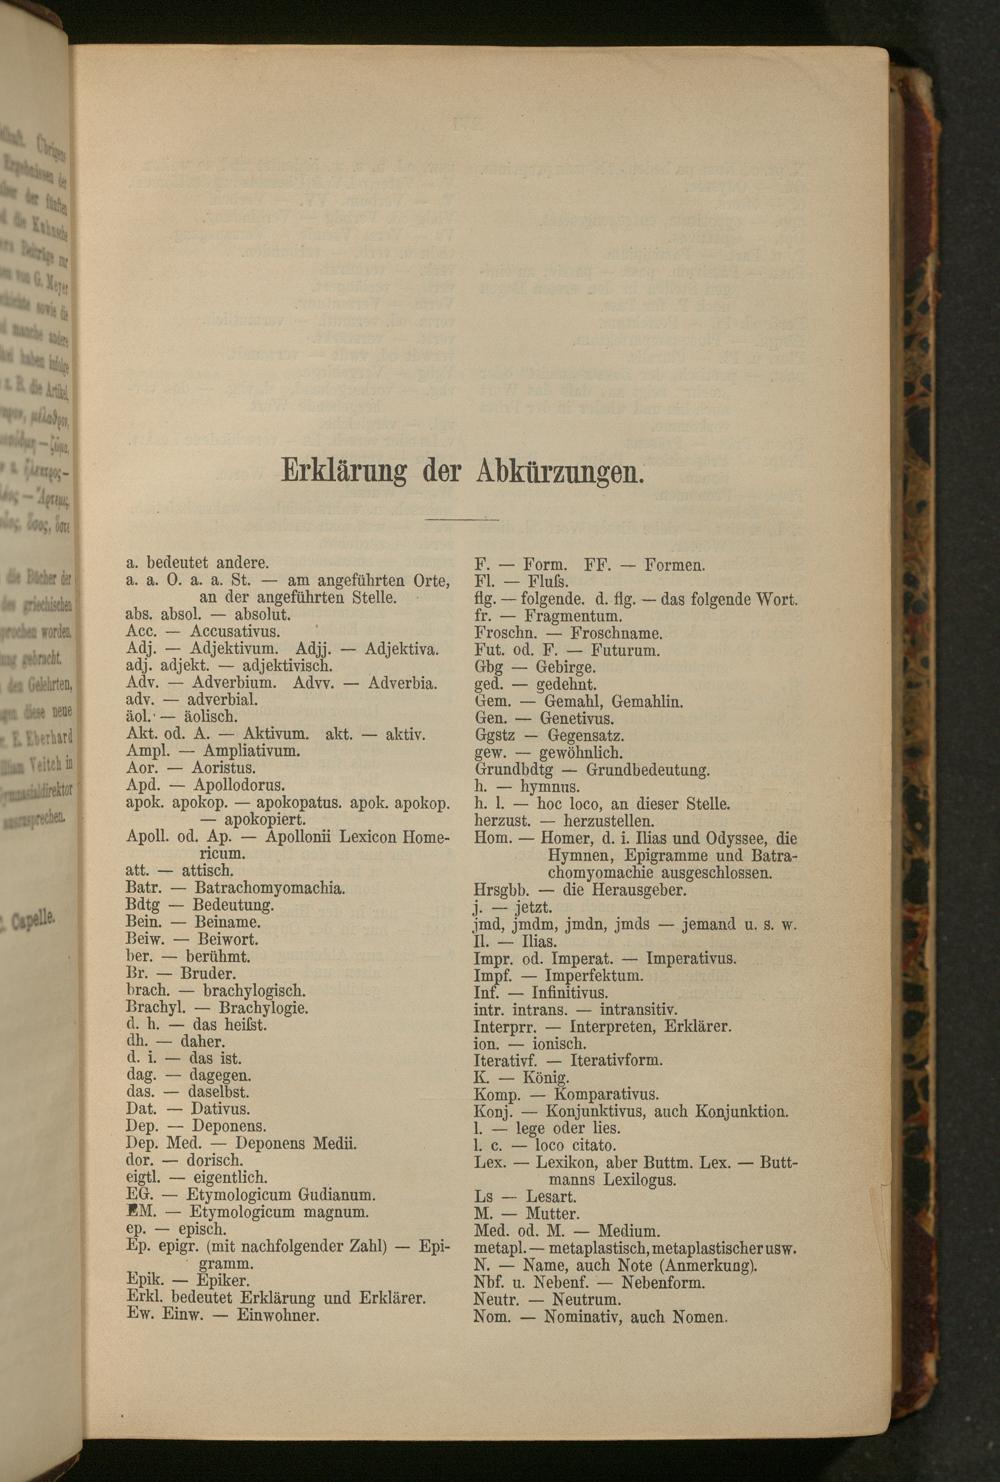 Erklärung der Abkürzungen.
a. bedeutet andere.
a. a. O. a. a. St. — am angeführten Orte,
an der angeführten Stelle.
abs. absol. — absolut.
Acc. — Accusativus.
Adj. — Adjektivum. Adjj. — Adjektiva.
adj. adjekt. — adjektivisch.
Adv. — Adverbium. Advv. — Adverbia.
adv. — adverbial.
äol. — äolisch.
Akt. od. A. — Aktivum. akt. — aktiv.
Ampl. — Ampliativum.
Aor. — Aoristus.
Apd. — Apollodorus.
apok. apokop. — apokopatus. apok. apokop.
— apokopiert.
Apoll. od. Ap. — Apollonii Lexicon Home-
ricum.
att. — attisch.
Batr. — Batrachomyomachia.
Bdtg — Bedeutung.
Bein. — Beiname.
Beiw. — Beiwort.
ber. — berühmt.
Br. — Bruder.
brach. — brachylogisch.
Brachyl. — Brachylogie.
d. h. — das heifst.
dh. — daher.
d. i. — das ist.
dag. — dagegen.
das. — daselbst.
Dat. — Dativus.
Dep. — Deponens.
Dep. Med. — Deponens Medii.
dor. — dorisch.
eigtl. — eigentlich.
EG. — Etymologicum Gudianum.
EM. — Etymologicum magnum.
ep. — episch.
Ep. epigr. (mit nachfolgender Zahl) — Epi-
gramm.
Epik. — Epiker.
Erkl. bedeutet Erklärung und Erklärer.
Ew. Einw. — Einwohner.
F. — Form. FF. — Formen.
Fl. — Flufs.
flg. — folgende. d. flg. — das folgende Wort.
fr. — Fragmentum.
Froschn. — Froschname.
Fut. od. F. — Futurum.
Gbg — Gebirge.
ged. — gedehnt.
Gem. — Gemahl, Gemahlin.
Gen. — Genetivus.
Ggstz — Gegensatz.
gew. — gewöhnlich.
Grundbdtg — Grundbedeutung.
h. — hymnus.
h. l. — hoc loco, an dieser Stelle.
herzust. — herzustellen.
Hom. — Homer, d. i. Ilias und Odyssee, die
Hymnen, Epigramme und Batra-
chomyomachie ausgeschlossen.
Hrsgbb. — die Herausgeber.
j. — jetzt.
jmd, jmdm, jmdn, jmds — jemand u. s. w.
Il. — Ilias.
Impr. od. Imperat. — Imperativus.
Impf. — Imperfektum.
Inf. — Infinitivus.
intr. intrans. — intransitiv.
Interprr. — Interpreten, Erklärer.
ion. — ionisch.
Iterativf. — Iterativform.
K. — König.
Komp. — Komparativus.
Konj. — Konjunktivus, auch Konjunktion.
l. — lege oder lies.
l. c. — loco citato.
Lex. — Lexikon, aber Buttm. Lex. — Butt-
manns Lexilogus.
Ls — Lesart.
M. — Mutter.
Med. od. M. — Medium.
metapl. — metaplastisch, metaplastischer usw.
N. — Name, auch Note (Anmerkung).
Nbf. u. Nebenf. — Nebenform.
Neutr. — Neutrum.
Nom. — Nominativ, auch Nomen.